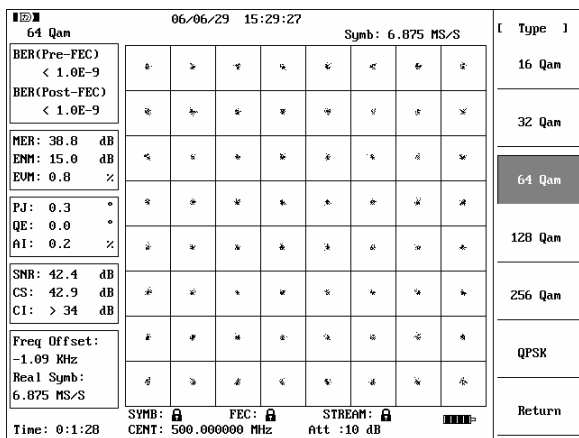 06/06/29 15:29:27
64 Qam
Symb: 6.875 MS/S
BER(Pre-FEC)
< 1.0E-9
BER(Post-FEC)
< 1.0E-9
MER: 38.8 dB
ENM: 15.0 dB
EVM: 0.8 %
PJ: 0.3 °
QE: 0.0 °
AI: 0.2 %
SNR: 42.4 dB
CS: 42.9 dB
CI: > 34 dB
Freq Offset:
-1.09 KHz
Real Symb:
6.875 MS/S
Time: 0:1:28
SYMB: FEC: STREAM:
CENT: 500.000000 MHz Att :10 dB
[ Type ]
16 Qam
32 Qam
64 Qam
128 Qam
256 Qam
QPSK
Return